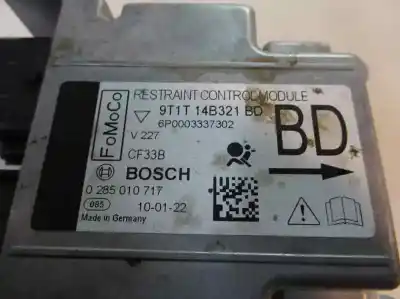 RESTRAINT CONTROL MODULE
FoMoCo
9T1T 14B321 BD
6P0003337302
V 227
BD
CF33B
BOSCH
0 285 010 717
085
10-01-22
Made in Germany